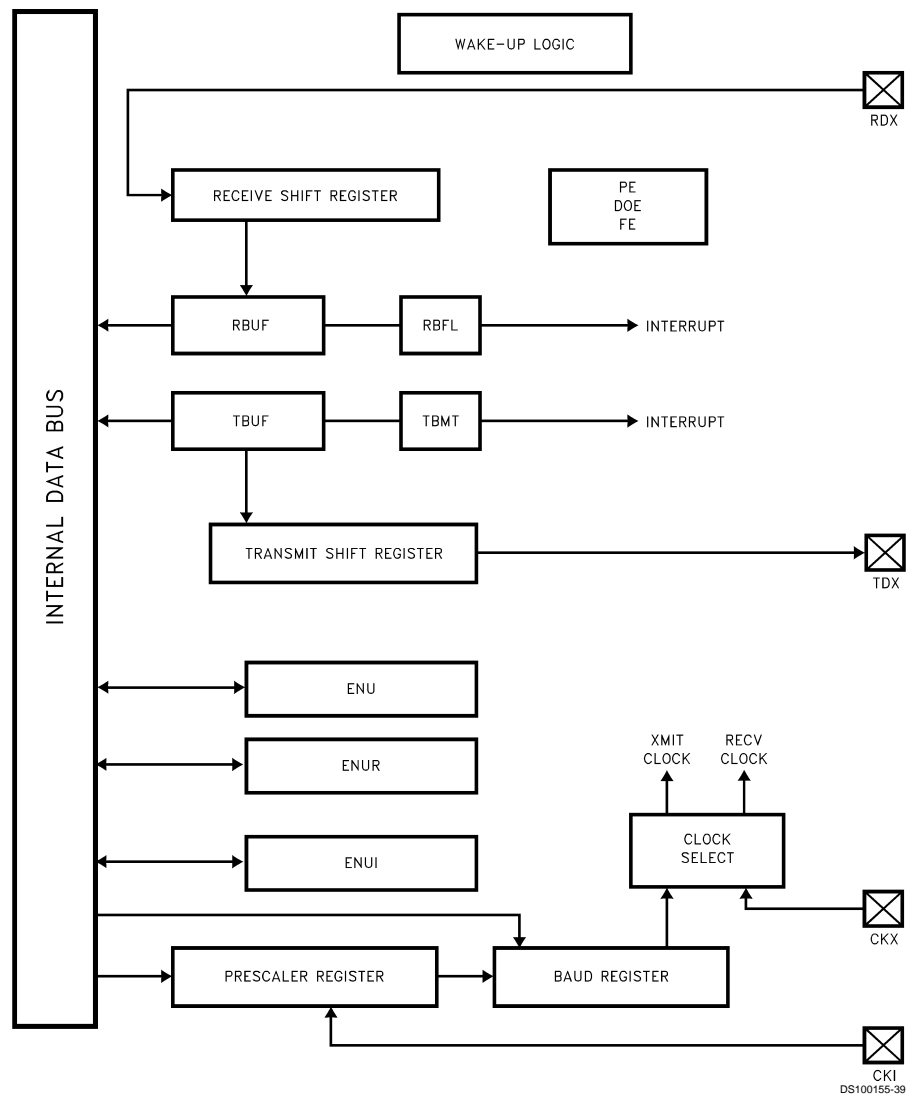 WAKE-UP LOGIC
RDX
RECEIVE SHIFT REGISTER
PE
DOE
FE
RBUF
RBFL
INTERRUPT
INTERNAL DATA BUS
TBUF
TBMT
INTERRUPT
TRANSMIT SHIFT REGISTER
TDX
ENU
XMIT
CLOCK
RECV
CLOCK
ENUR
CLOCK
SELECT
ENUI
CKX
PRESCALER REGISTER
BAUD REGISTER
CKI
DS100155-39